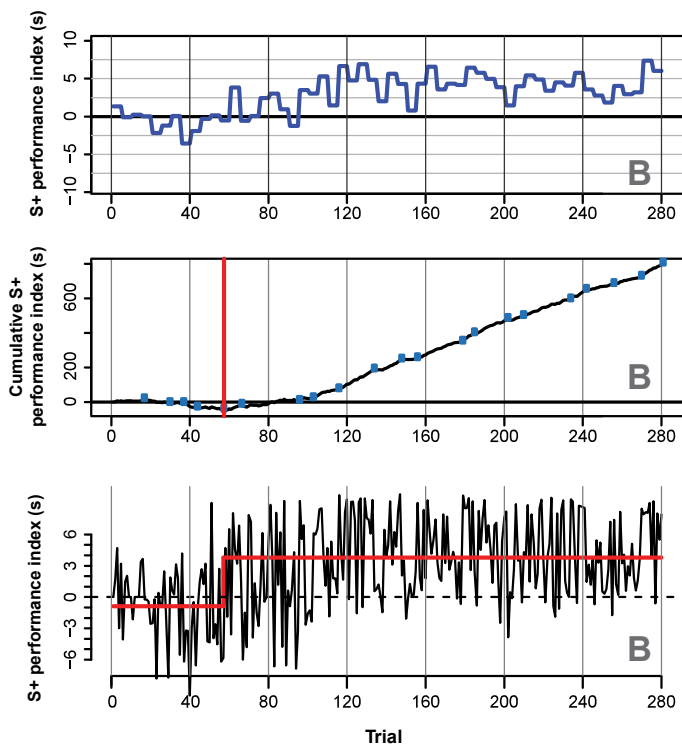 S+ performance index (s)
10
5
0
−5
−10
B
0 40 80 120 160 200 240 280
Cumulative S+
performance index (s)
600
200
0
B
0 40 80 120 160 200 240 280
S+ performance index (s)
6
3
0
−3
−6
B
0 40 80 120 160 200 240 280
Trial